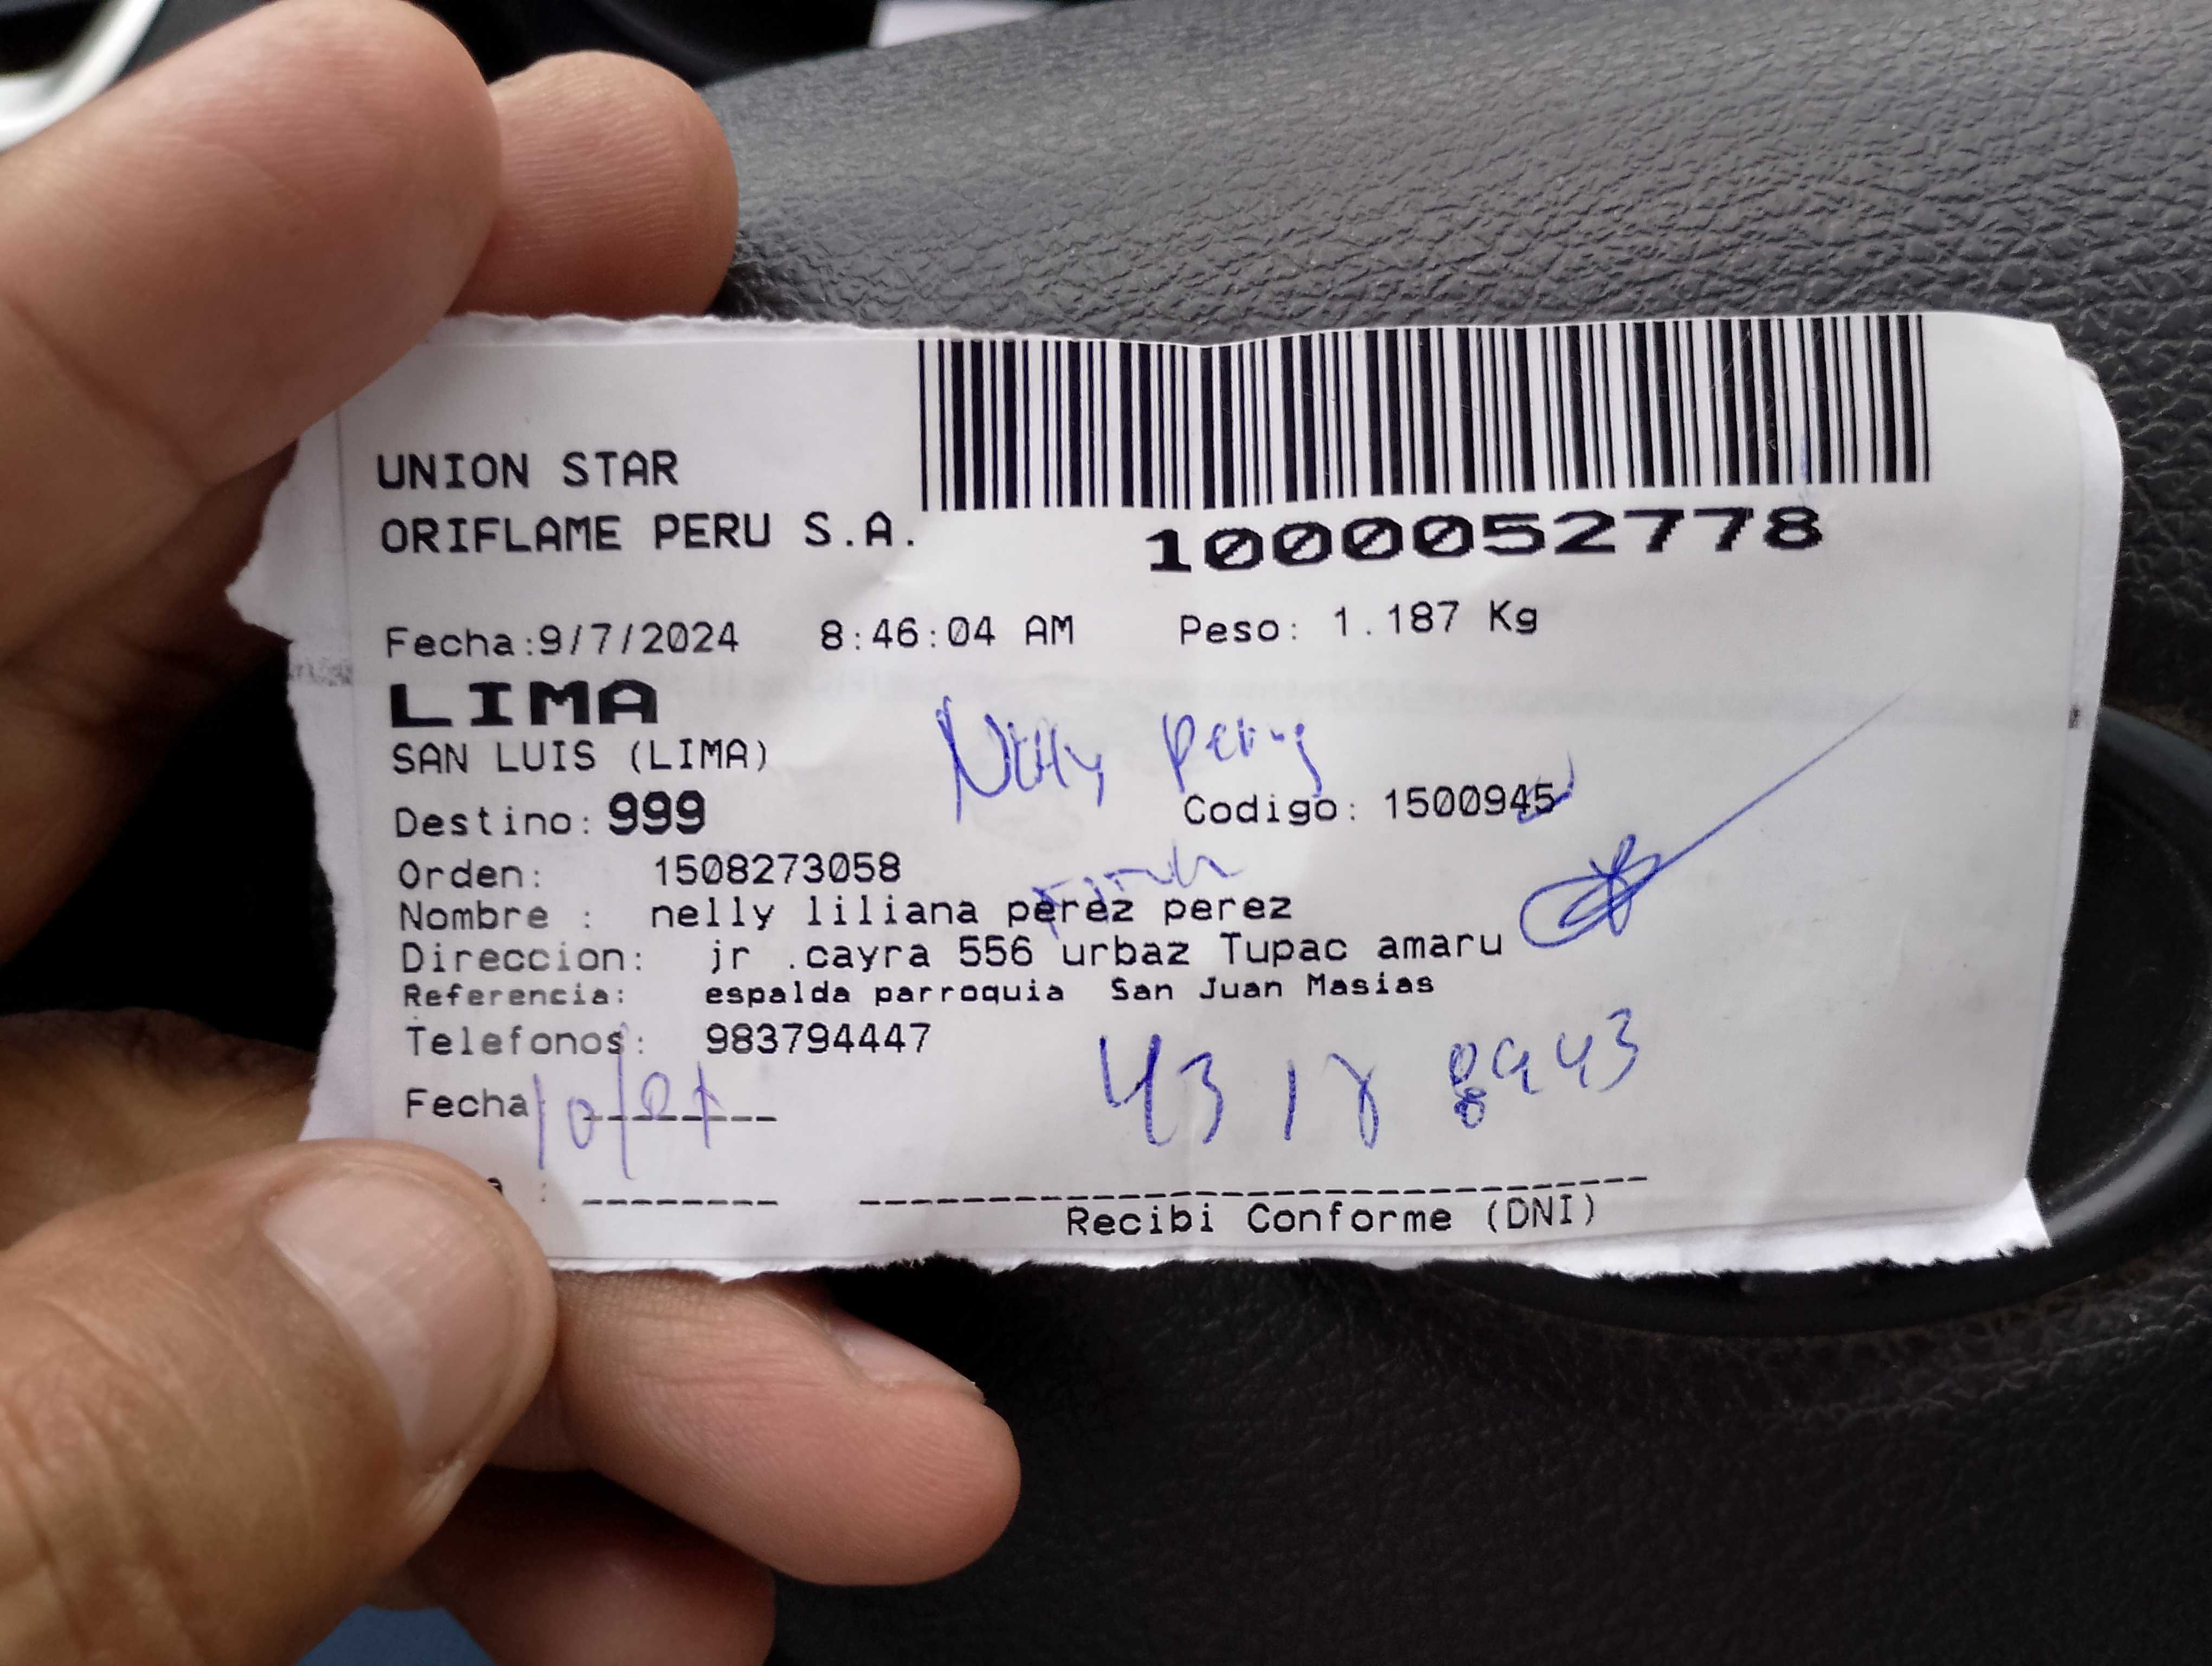 UNION STAR
ORIFLAME PERU S.A.
1000052778
Fecha:9/7/2024 8:46:04 AM Peso: 1.187 Kg
LIMA
SAN LUIS (LIMA)
Nelly Perez
Destino: 999 Codigo: 1500945
Orden: 1508273058
Nombre : nelly liliana perez perez
Direccion: jr .cayra 556 urbaz Tupac amaru
Referencia: espalda parroquia San Juan Masias
Telefonos: 983794447
Fecha
Recibi Conforme (DNI)